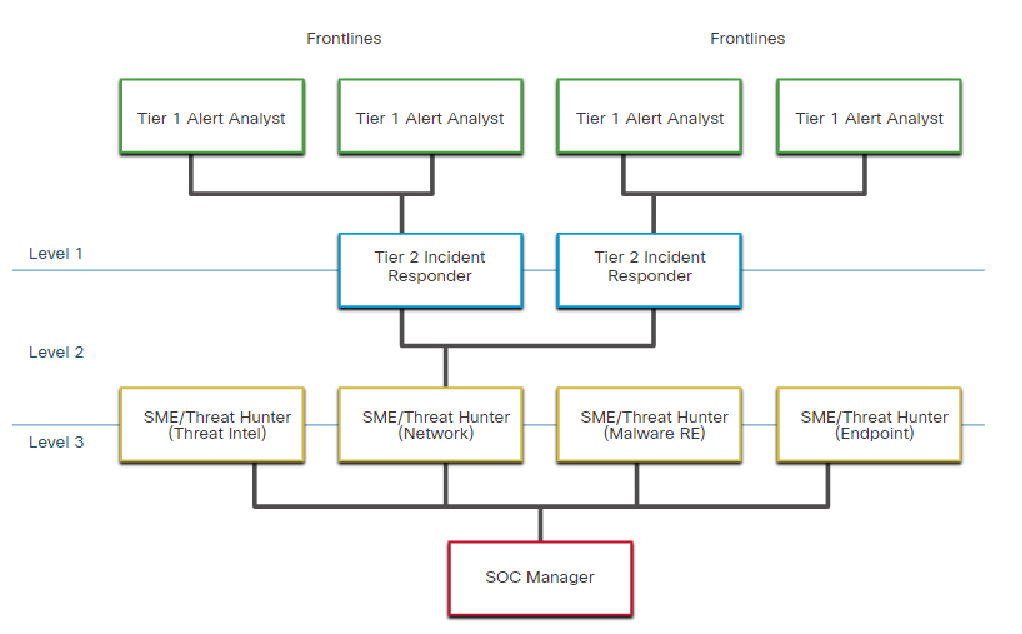 Frontlines
Frontlines
Tier 1 Alert Analyst
Tier 1 Alert Analyst
Tier 1 Alert Analyst
Tier 1 Alert Analyst
Level 1
Tier 2 Incident
Responder
Tier 2 Incident
Responder
Level 2
SME/Threat Hunter
(Threat Intel)
SME/Threat Hunter
(Network)
SME/Threat Hunter
(Malware RE)
SME/Threat Hunter
(Endpoint)
Level 3
SOC Manager